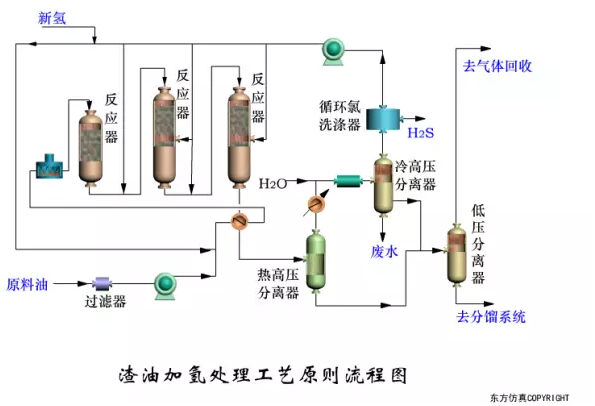 新氢
去气体回收
反应器
反应器
反应器
循环氯
洗涤器
H2S
H2O
冷高压
分离器
低压分离器
废水
原料油
过滤器
热高压
分离器
去分馏系统
渣油加氢处理工艺原则流程图
东方仿真COPYRIGHT